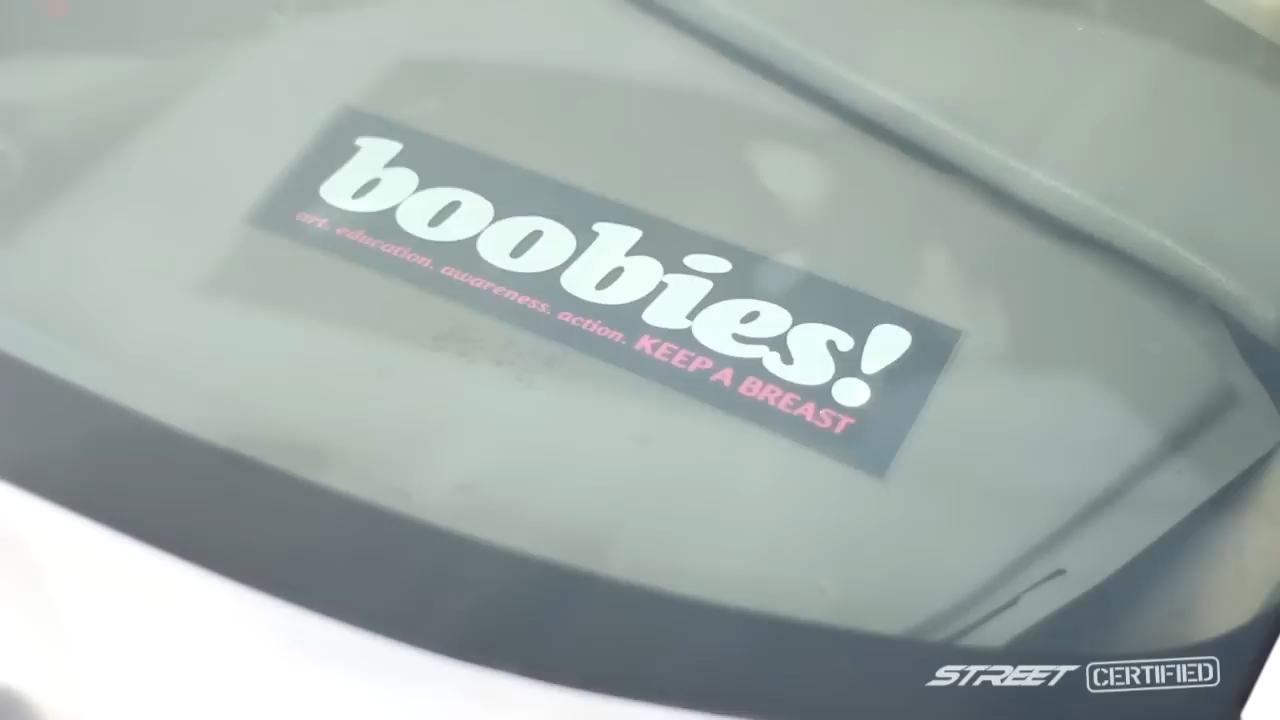 boobies!
art. education. awareness. action. KEEP A BREAST
STREET CERTIFIED